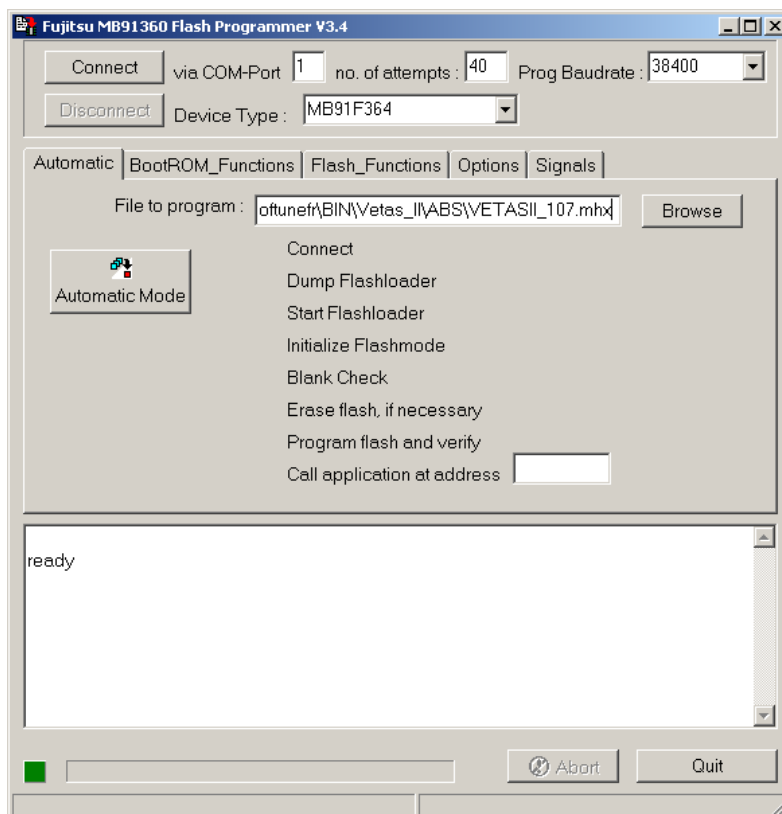 Fujitsu MB91360 Flash Programmer V3.4
Connect via COM-Port 1 no. of attempts : 40 Prog Baudrate : 38400
Disconnect Device Type : MB91F364
Automatic BootROM_Functions Flash_Functions Options Signals
File to program : oftunefr\BIN\Vetas_II\ABS\VETASII_107.mhx Browse
Automatic Mode
Connect
Dump Flashloader
Start Flashloader
Initialize Flashmode
Blank Check
Erase flash, if necessary
Program flash and verify
Call application at address
ready
Abort Quit